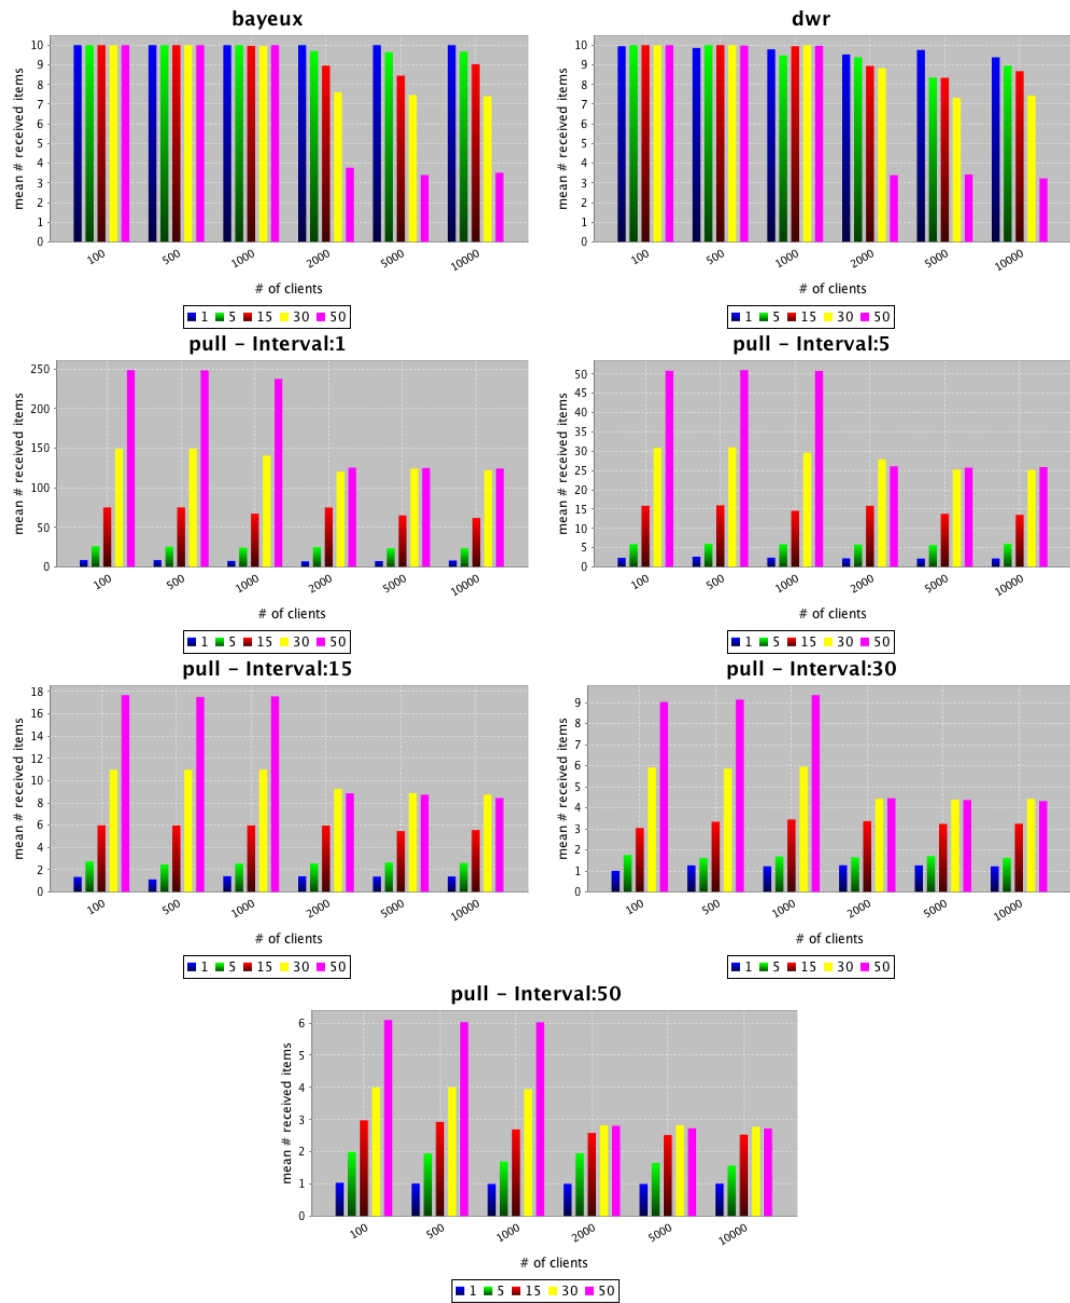 bayeux
mean # received items
10
9
8
7
6
5
4
3
2
1
0
100 500 1000 2000 5000 10000
# of clients
1 5 15 30 50
dwr
mean # received items
10
9
8
7
6
5
4
3
2
1
0
100 500 1000 2000 5000 10000
# of clients
1 5 15 30 50
pull - Interval:1
mean # received items
250
200
150
100
50
0
100 500 1000 2000 5000 10000
# of clients
1 5 15 30 50
pull - Interval:5
mean # received items
50
45
40
35
30
25
20
15
10
5
0
100 500 1000 2000 5000 10000
# of clients
1 5 15 30 50
pull - Interval:15
mean # received items
18
16
14
12
10
8
6
4
2
0
100 500 1000 2000 5000 10000
# of clients
1 5 15 30 50
pull - Interval:30
mean # received items
9
8
7
6
5
4
3
2
1
0
100 500 1000 2000 5000 10000
# of clients
1 5 15 30 50
pull - Interval:50
mean # received items
6
5
4
3
2
1
0
100 500 1000 2000 5000 10000
# of clients
1 5 15 30 50